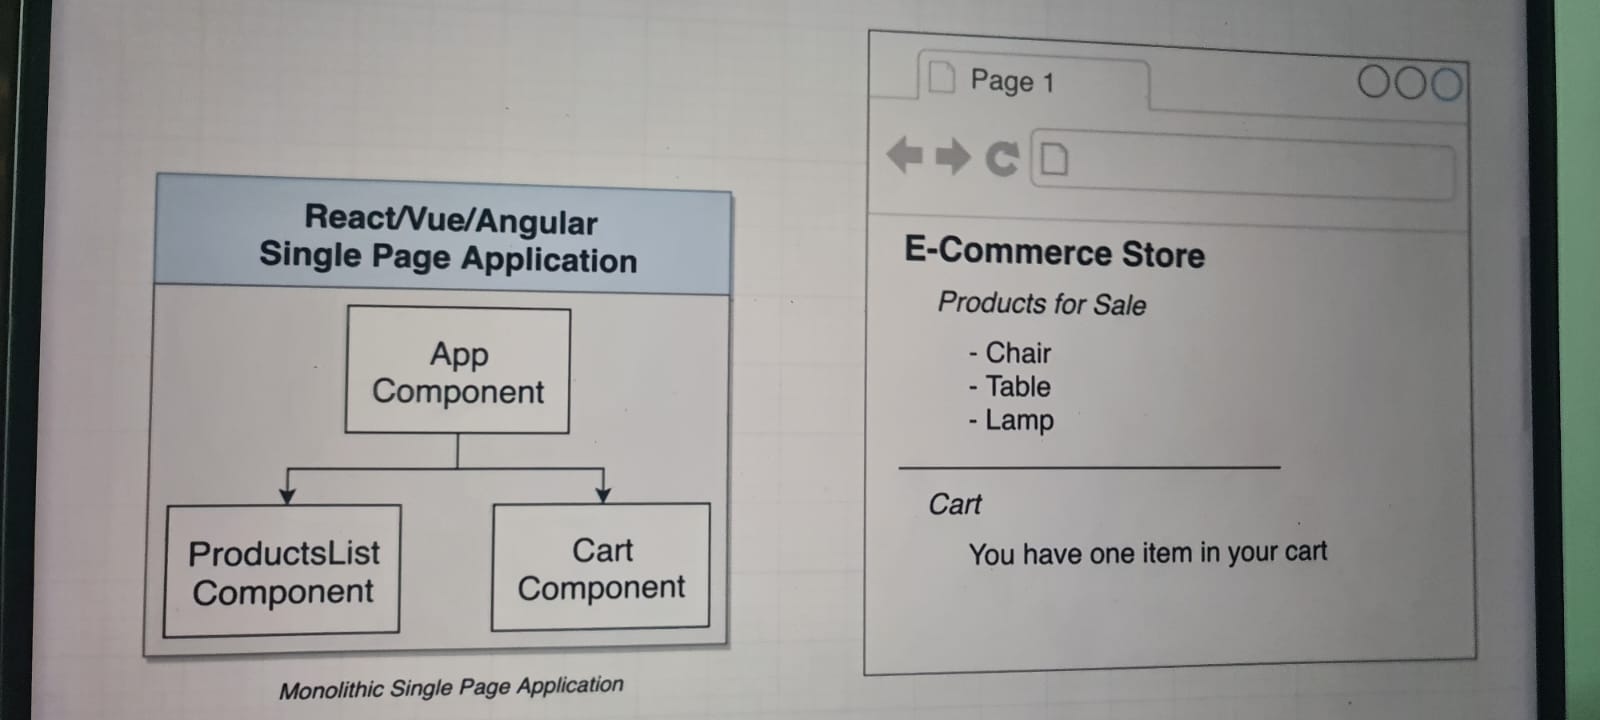 React/Vue/Angular
Single Page Application
App
Component
ProductsList
Component
Cart
Component
Monolithic Single Page Application
Page 1
E-Commerce Store
Products for Sale
- Chair
- Table
- Lamp
Cart
You have one item in your cart